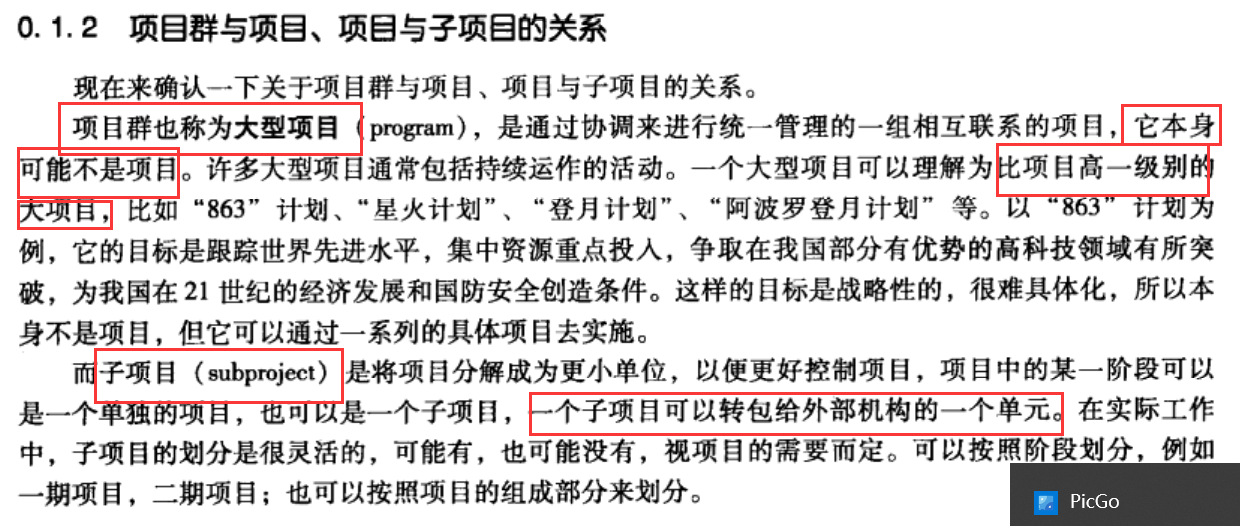 0.1.2 项目群与项目、项目与子项目的关系
现在来确认一下关于项目群与项目、项目与子项目的关系。
项目群也称为大型项目（program），是通过协调来进行统一管理的一组相互联系的项目，它本身
可能不是项目。许多大型项目通常包括持续运作的活动。一个大型项目可以理解为比项目高一级别的
大项目，比如“863”计划、“星火计划”、“登月计划”、“阿波罗登月计划”等。以“863”计划为
例，它的目标是跟踪世界先进水平，集中资源重点投入，争取在我国部分有优势的高科技领域有所突
破，为我国在21世纪的经济发展和国防安全创造条件。这样的目标是战略性的，很难具体化，所以本
身不是项目，但它可以通过一系列的具体项目去实施。
而子项目（subproject）是将项目分解成为更小单位，以便更好控制项目，项目中的某一阶段可以
是一个单独的项目，也可以是一个子项目，一个子项目可以转包给外部机构的一个单元。在实际工作
中，子项目的划分是很灵活的，可能有，也可能没有，视项目的需要而定。可以按照阶段划分，例如
一期项目，二期项目；也可以按照项目的组成部分来划分。
PicGo